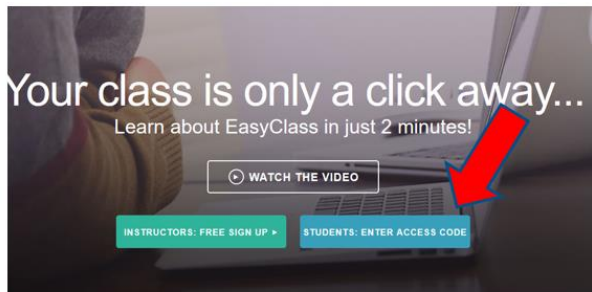 Your class is only a click away...
Learn about EasyClass in just 2 minutes!
WATCH THE VIDEO
INSTRUCTORS: FREE SIGN UP ▸
STUDENTS: ENTER ACCESS CODE